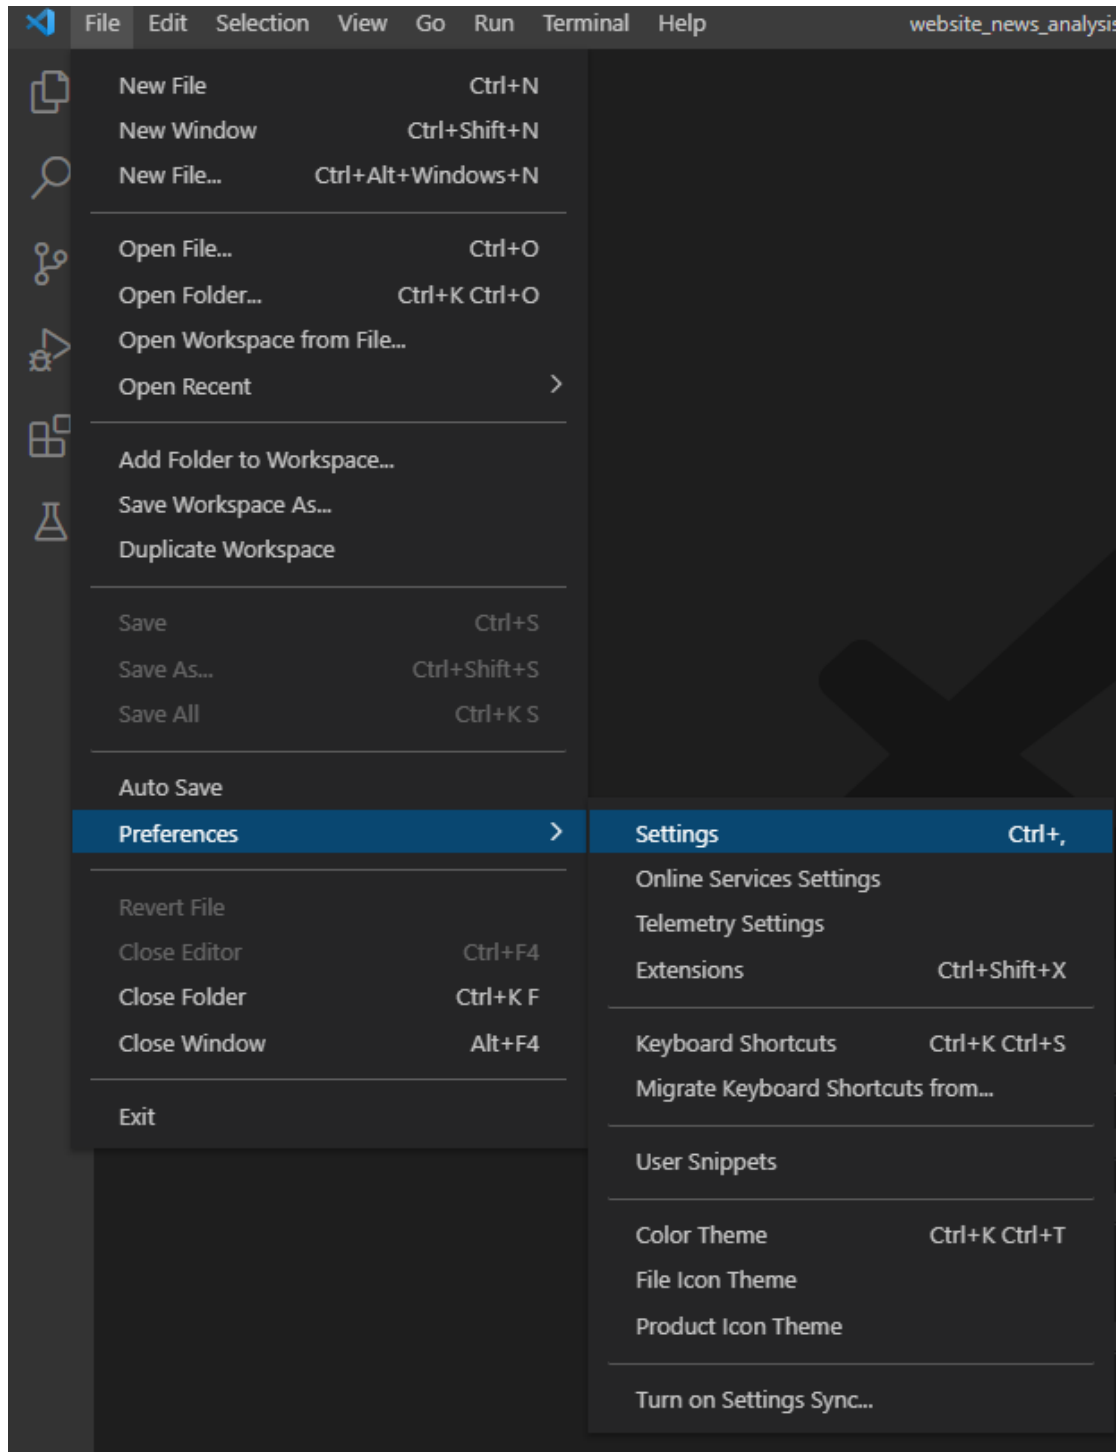 File Edit Selection View Go Run Terminal Help website_news_analysis
New File Ctrl+N
New Window Ctrl+Shift+N
New File... Ctrl+Alt+Windows+N
Open File... Ctrl+O
Open Folder... Ctrl+K Ctrl+O
Open Workspace from File...
Open Recent
Add Folder to Workspace...
Save Workspace As...
Duplicate Workspace
Save Ctrl+S
Save As... Ctrl+Shift+S
Save All Ctrl+K S
Auto Save
Preferences
Revert File
Close Editor Ctrl+F4
Close Folder Ctrl+K F
Close Window Alt+F4
Exit
Settings Ctrl+,
Online Services Settings
Telemetry Settings
Extensions Ctrl+Shift+X
Keyboard Shortcuts Ctrl+K Ctrl+S
Migrate Keyboard Shortcuts from...
User Snippets
Color Theme Ctrl+K Ctrl+T
File Icon Theme
Product Icon Theme
Turn on Settings Sync...